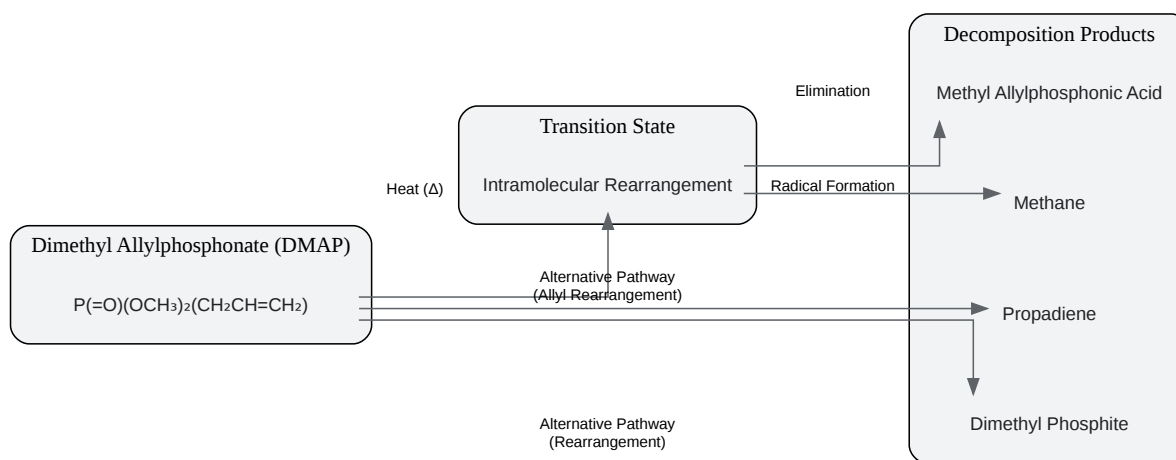 Decomposition Products
Methyl Allylphosphonic Acid
Elimination
Transition State
Intramolecular Rearrangement
Heat (Δ)
Radical Formation
Methane
Dimethyl Allylphosphonate (DMAP)
P(=O)(OCH₃)₂(CH₂CH=CH₂)
Alternative Pathway
(Allyl Rearrangement)
Propadiene
Alternative Pathway
(Rearrangement)
Dimethyl Phosphite